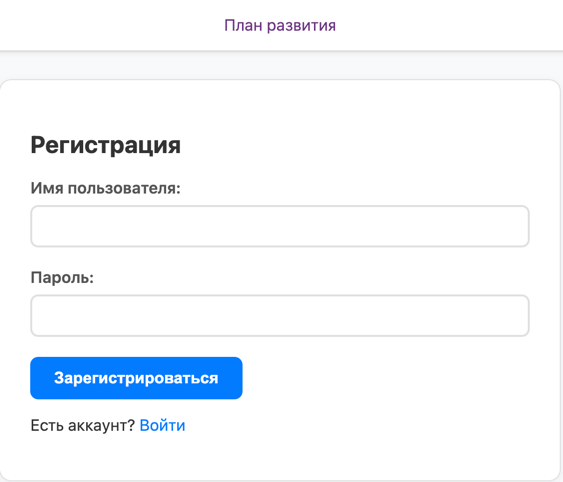 План развития
Регистрация
Имя пользователя:
Пароль:
Зарегистрироваться
Есть аккаунт? Войти